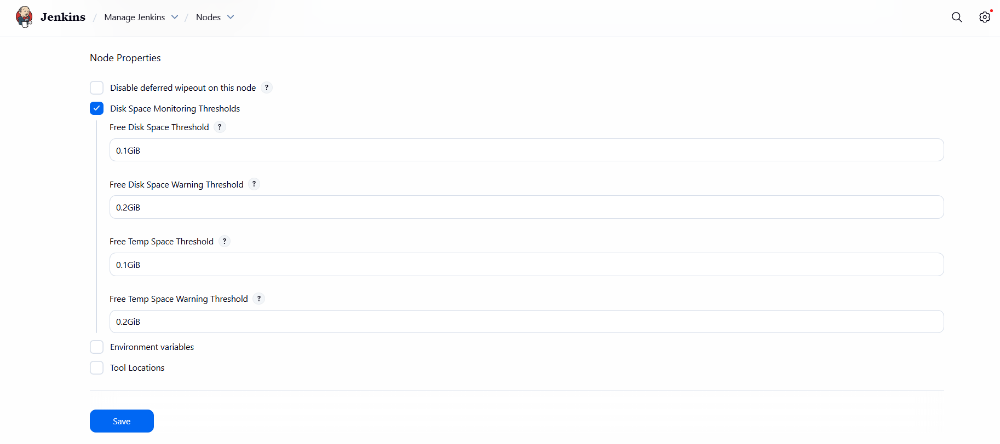 Jenkins / Manage Jenkins / Nodes
Node Properties
Disable deferred wipeout on this node ?
Disk Space Monitoring Thresholds
Free Disk Space Threshold ?
0.1GiB
Free Disk Space Warning Threshold ?
0.2GiB
Free Temp Space Threshold ?
0.1GiB
Free Temp Space Warning Threshold ?
0.2GiB
Environment variables
Tool Locations
Save